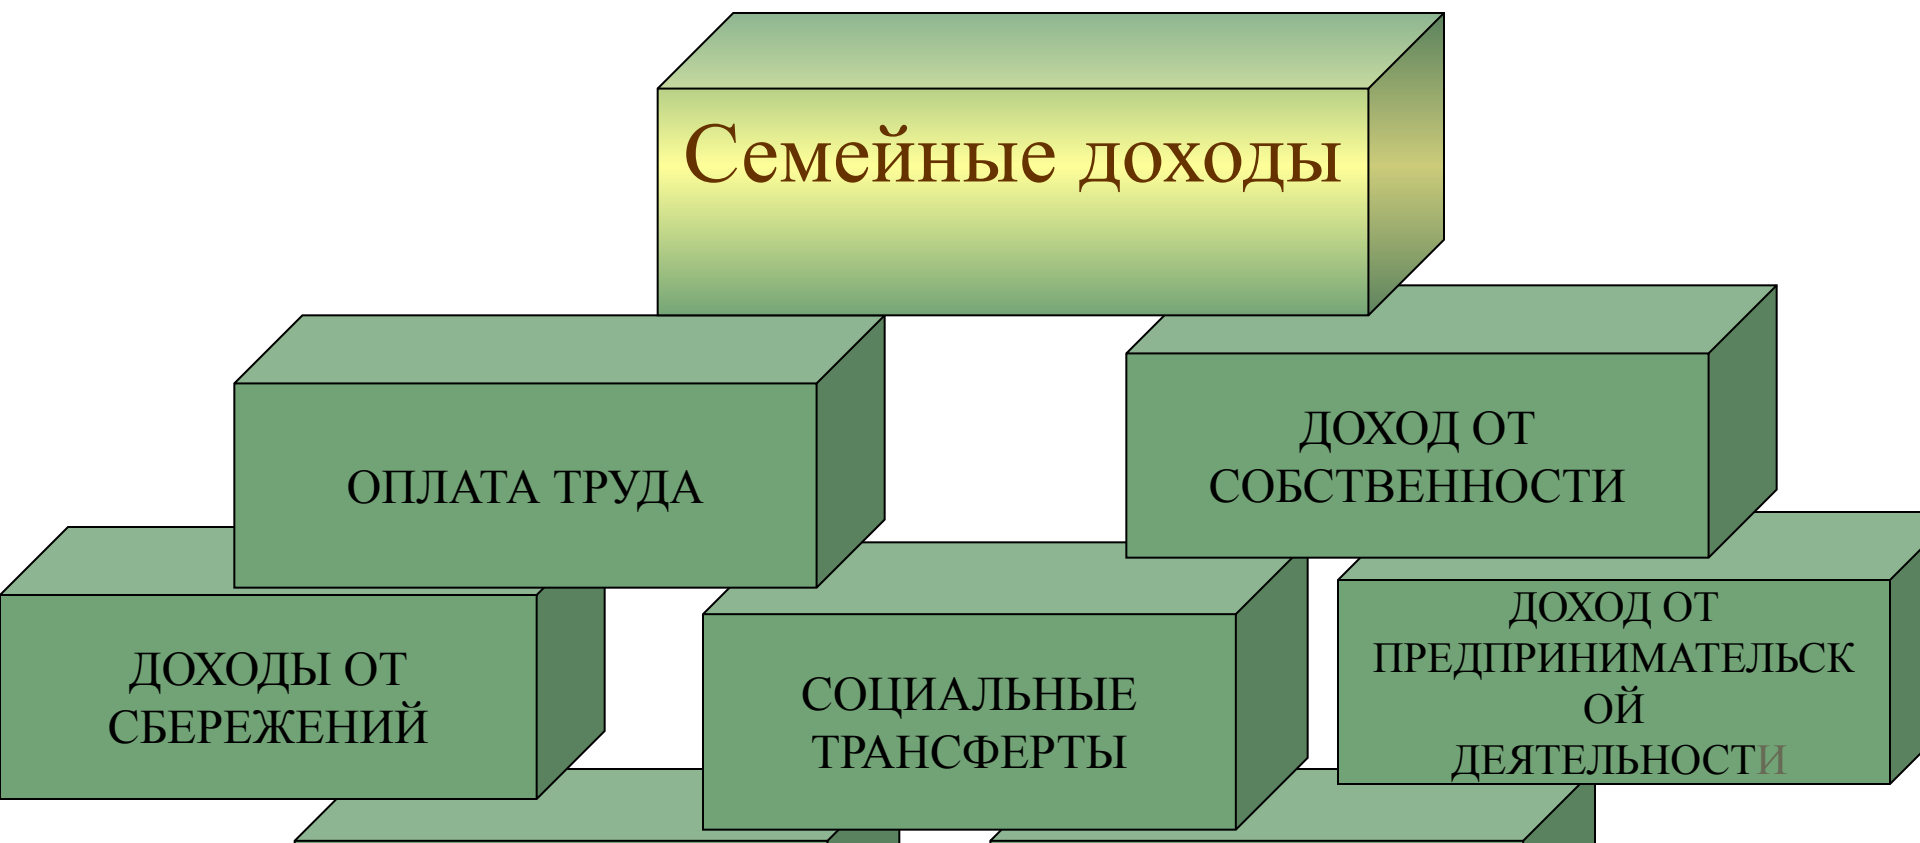 Семейные доходы
ОПЛАТА ТРУДА
ДОХОД ОТ
СОБСТВЕННОСТИ
ДОХОДЫ ОТ
СБЕРЕЖЕНИЙ
СОЦИАЛЬНЫЕ
ТРАНСФЕРТЫ
ДОХОД ОТ
ПРЕДПРИНИМАТЕЛЬСК
ОЙ
ДЕЯТЕЛЬНОСТИ